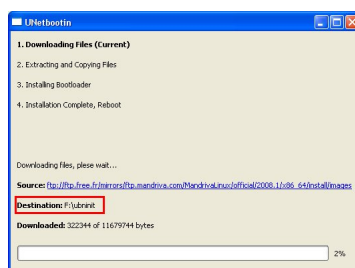 UNetbootin
1. Downloading Files (Current)
2. Extracting and Copying Files
3. Installing Bootloader
4. Installation Complete, Reboot
Downloading files, plese wait...
Source: ftp://ftp.free.fr/mirrors/ftp.mandriva.com/MandrivaLinux/official/2008.1/x86_64/install/images
Destination: F:\ubninit
Downloaded: 322344 of 11679744 bytes
2%